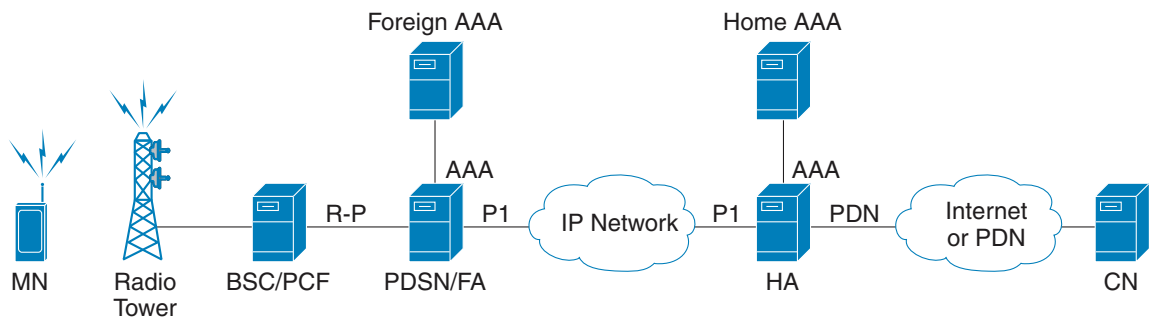 Foreign AAA
Home AAA
AAA
AAA
R-P
P1
IP Network
P1
PDN
Internet
or PDN
MN
Radio
Tower
BSC/PCF
PDSN/FA
HA
CN